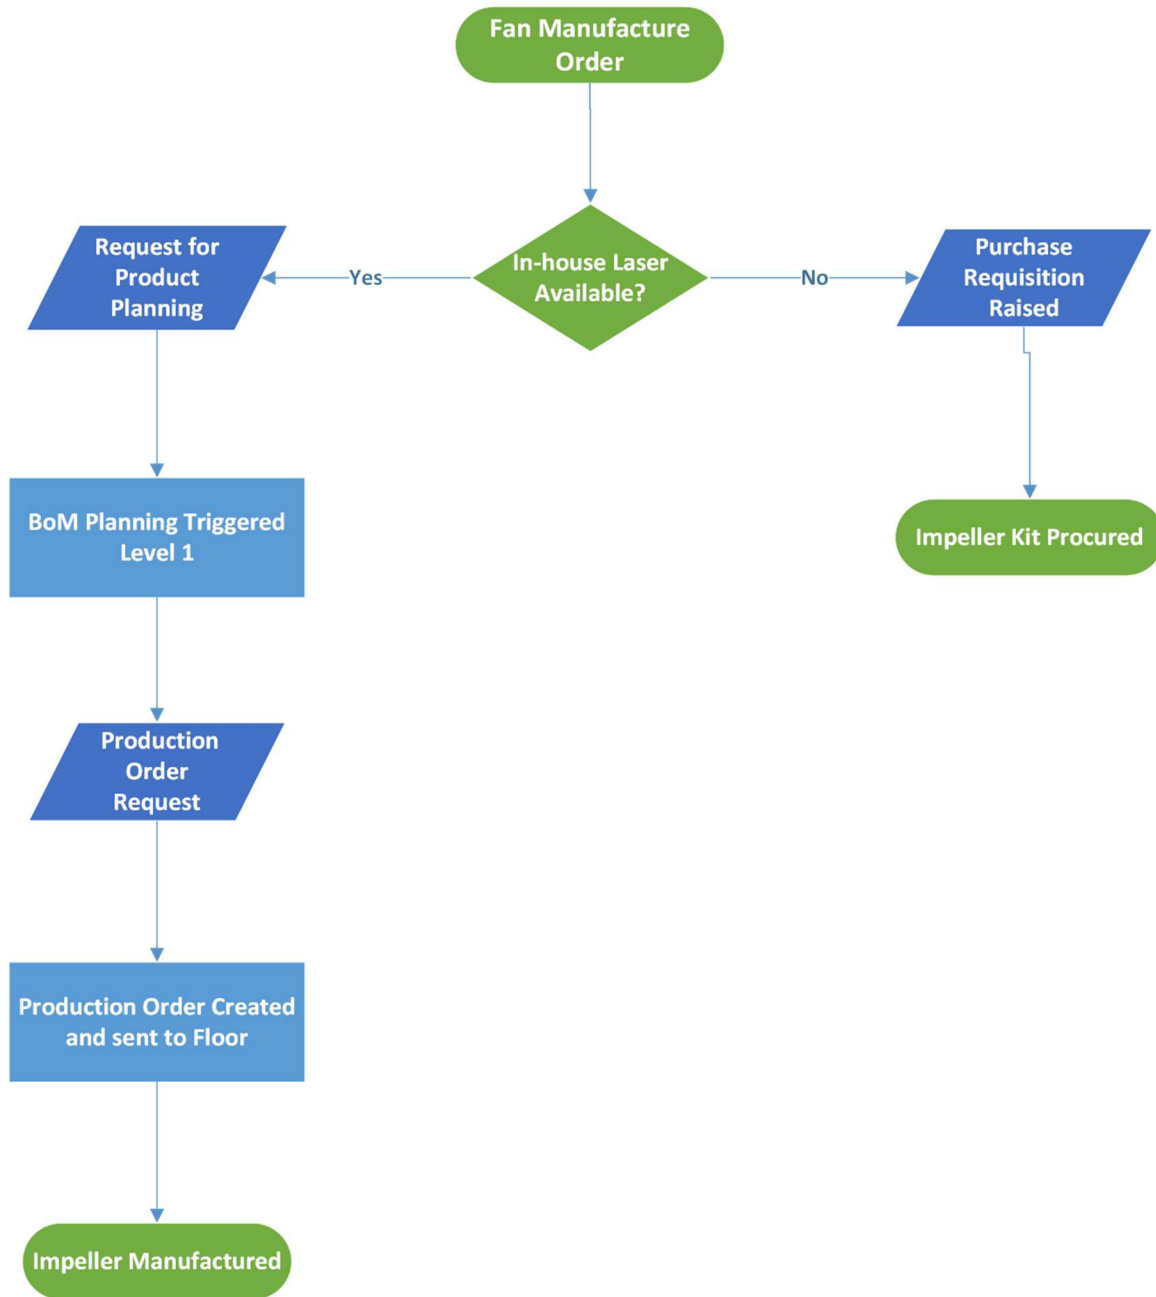 Fan Manufacture
Order
Request for
Product
Planning
Yes
In-house Laser
Available?
No
Purchase
Requisition
Raised
BoM Planning Triggered
Level 1
Impeller Kit Procured
Production
Order
Request
Production Order Created
and sent to Floor
Impeller Manufactured